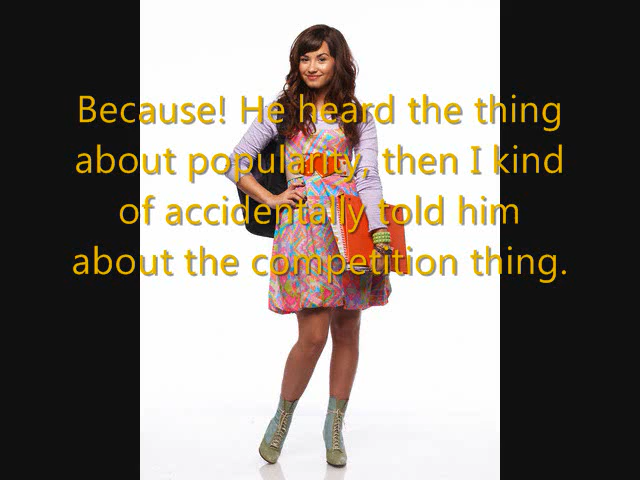 Because! He heard the thing
about popularity, then I kind
of accidentally told him
about the competition thing.